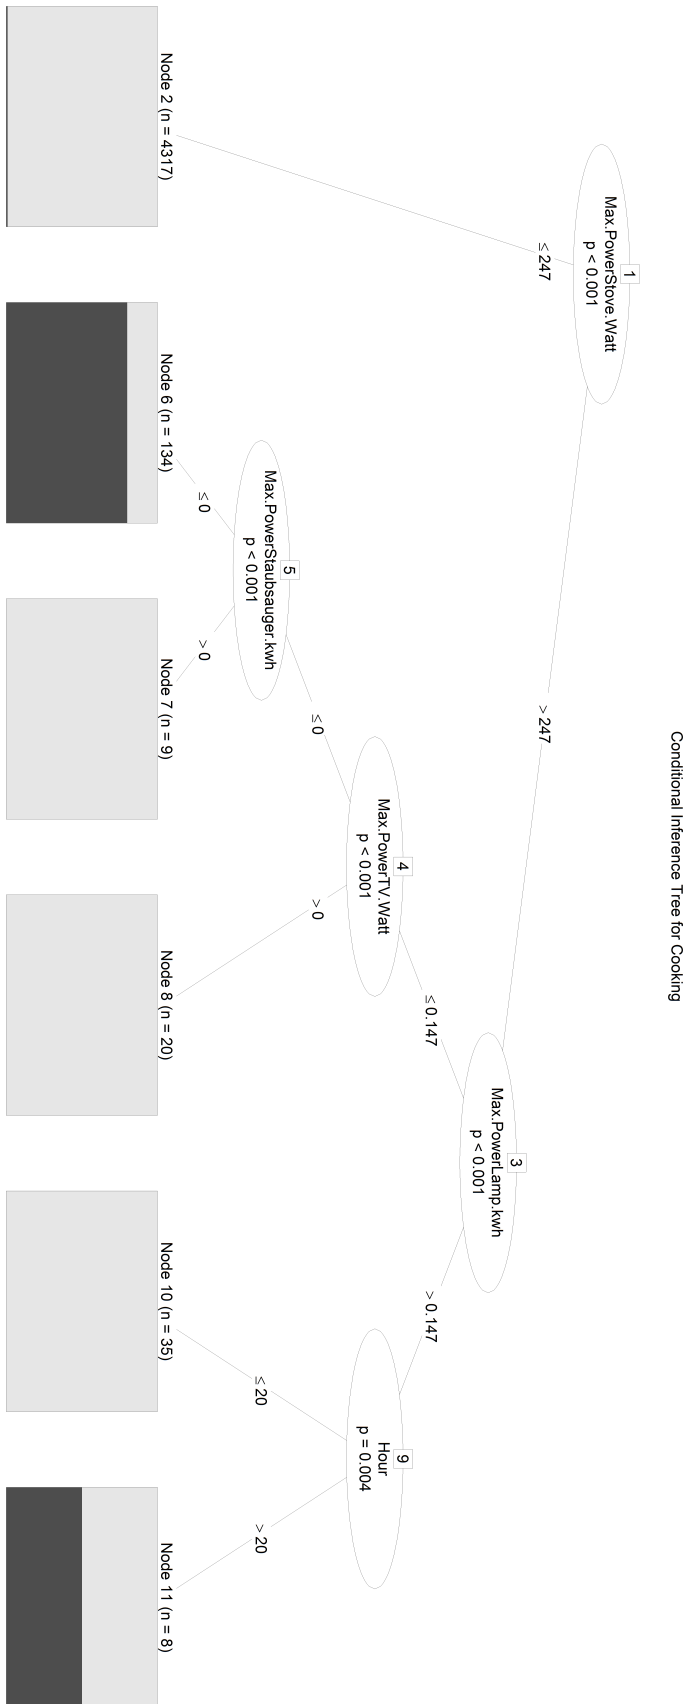 Conditional Inference Tree for Cooking
1
Max.PowerStove.Watt
p < 0.001
≤ 247
> 247
3
Max.PowerLamp.kwh
p < 0.001
≤ 0.147
> 0.147
4
Max.PowerTV.Watt
p < 0.001
≤ 0
> 0
5
Max.PowerStaubsauger.kwh
p < 0.001
≤ 0
> 0
9
Hour
p = 0.004
≤ 20
> 20
Node 2 (n = 4317)
Node 6 (n = 134)
Node 7 (n = 9)
Node 8 (n = 20)
Node 10 (n = 35)
Node 11 (n = 8)